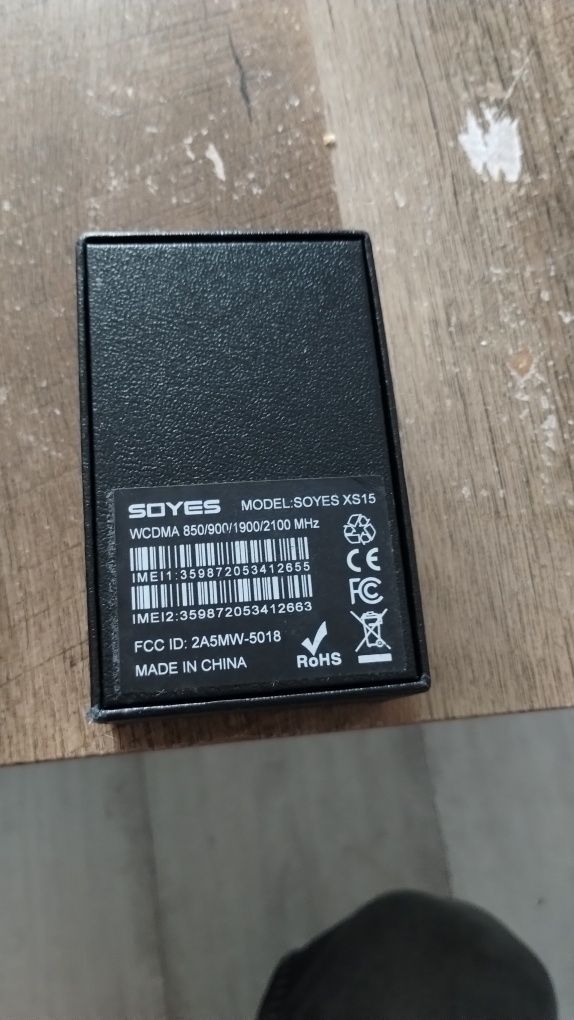 SOYES MODEL:SOYES XS15
WCDMA 850/900/1900/2100 MHz
IMEI1:359872053412655
IMEI2:359872053412663
FCC ID: 2A5MW-5018
MADE IN CHINA
CE
FC
RoHS